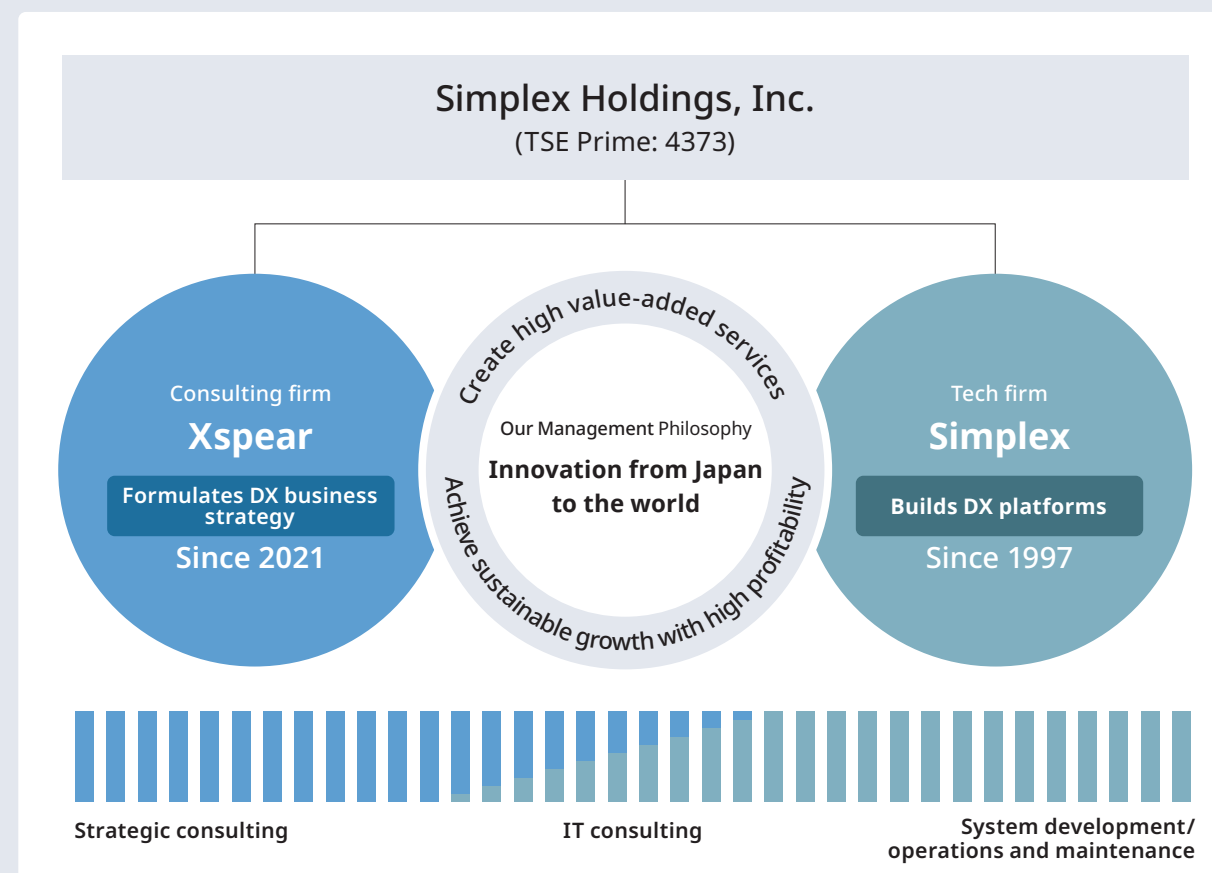 Simplex Holdings, Inc.
(TSE Prime: 4373)
Consulting firm
Xspear
Formulates DX business
strategy
Since 2021
Create high value-added services
Our Management Philosophy
Innovation from Japan
to the world
Achieve sustainable growth with high profitability
Tech firm
Simplex
Builds DX platforms
Since 1997
Strategic consulting
IT consulting
System development/
operations and maintenance